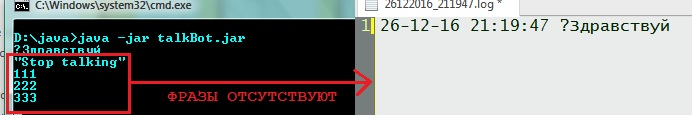 C:\Windows\system32\cmd.exe
D:\java>java -jar talkBot.jar
?Здравствуй
"Stop talking"
111
222
333
ФРАЗЫ ОТСУТСТВУЮТ
26122016_211947.log *
1 26-12-16 21:19:47 ?Здравствуй